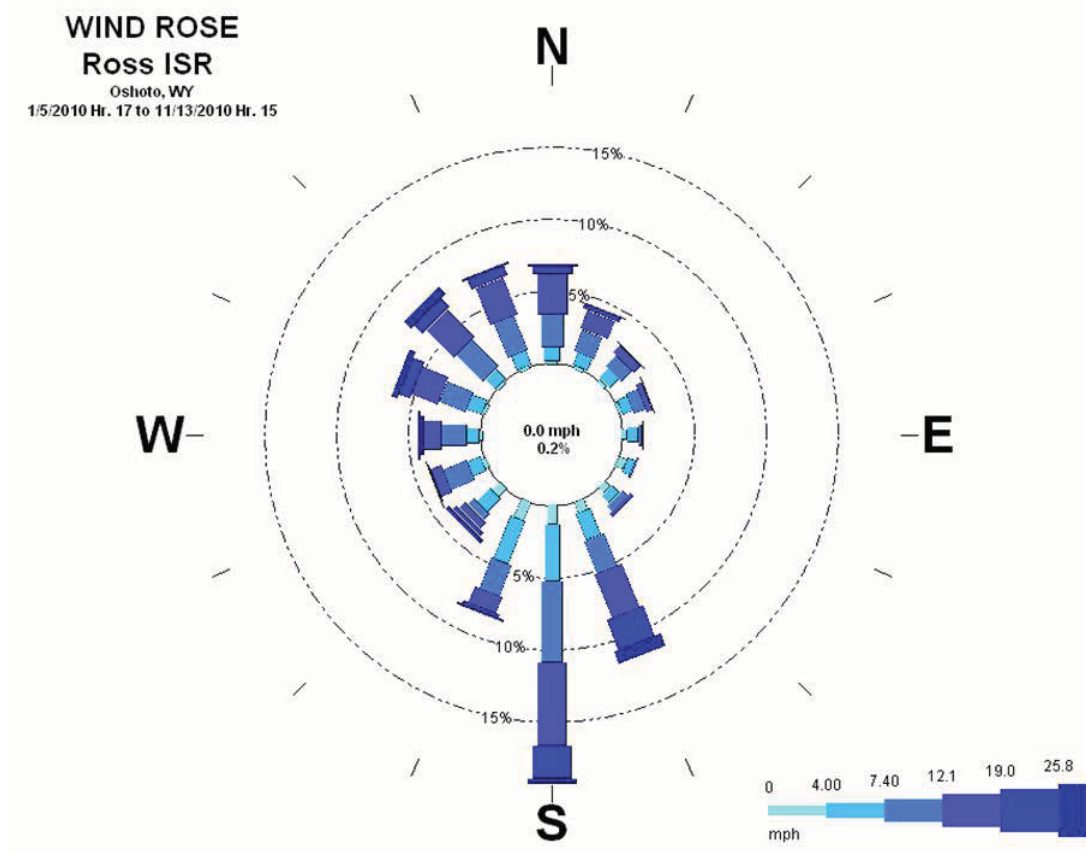 WIND ROSE
Ross ISR
Oshoto, WY
1/5/2010 Hr. 17 to 11/13/2010 Hr. 15
N
15%
10%
5%
W
0.0 mph
0.2%
E
5%
10%
15%
S
0 4.00 7.40 12.1 19.0 25.8
mph